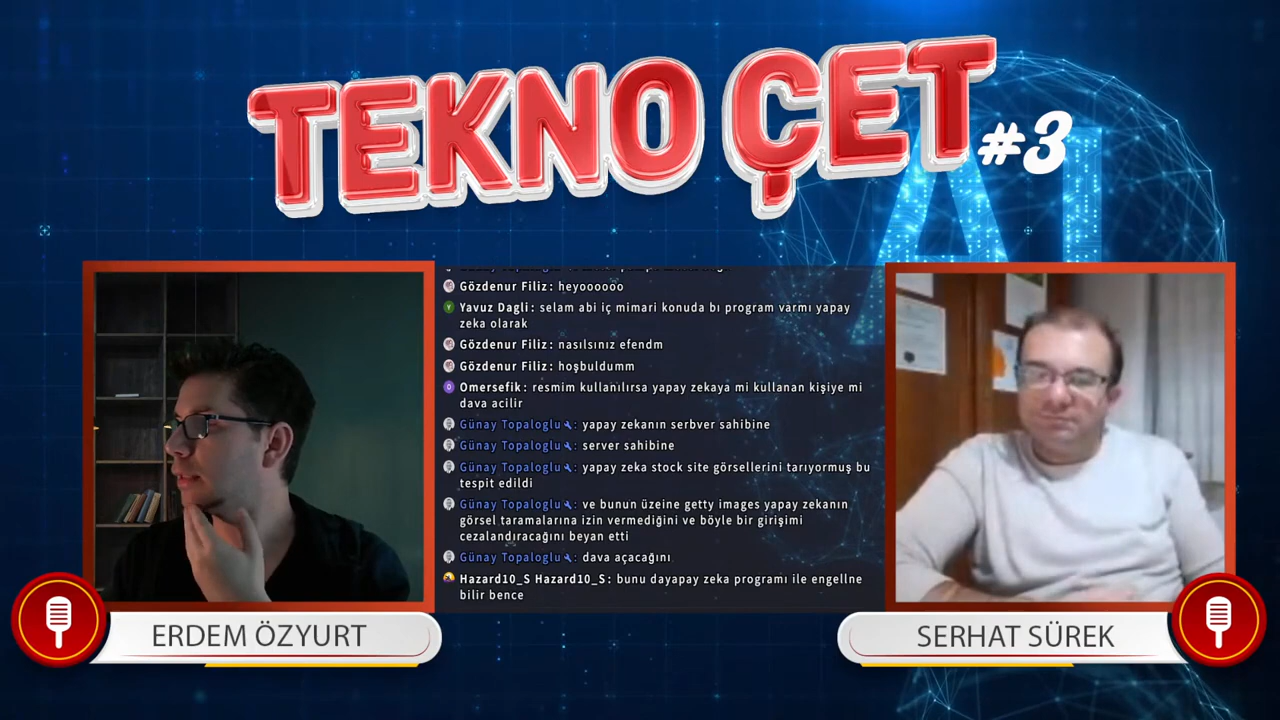 TEKNO ÇET
#3
Gözdenur Filiz: heyoooooo
Yavuz Dagli: selam abi iç mimari konuda bı program varmı yapay
zeka olarak
Gözdenur Filiz: nasılsınız efendm
Gözdenur Filiz: hoşbuldumm
Omersefik: resmim kullanılırsa yapay zekaya mi kullanan kişiye mi
dava acilir
Günay Topaloglu: yapay zekanın serbver sahibine
Günay Topaloglu: server sahibine
Günay Topaloglu: yapay zeka stock site görsellerini tarıyormuş bu
tespit edildi
Günay Topaloglu: ve bunun üzeine getty images yapay zekanın
görsel taramalarına izin vermediğini ve böyle bir girişimi
cezalandıracağını beyan etti
Günay Topaloglu: dava açacağını
Hazard10_S Hazard10_S: bunu dayapay zeka programı ile engellne
bilir bence
ERDEM ÖZYURT
SERHAT SÜREK
AI